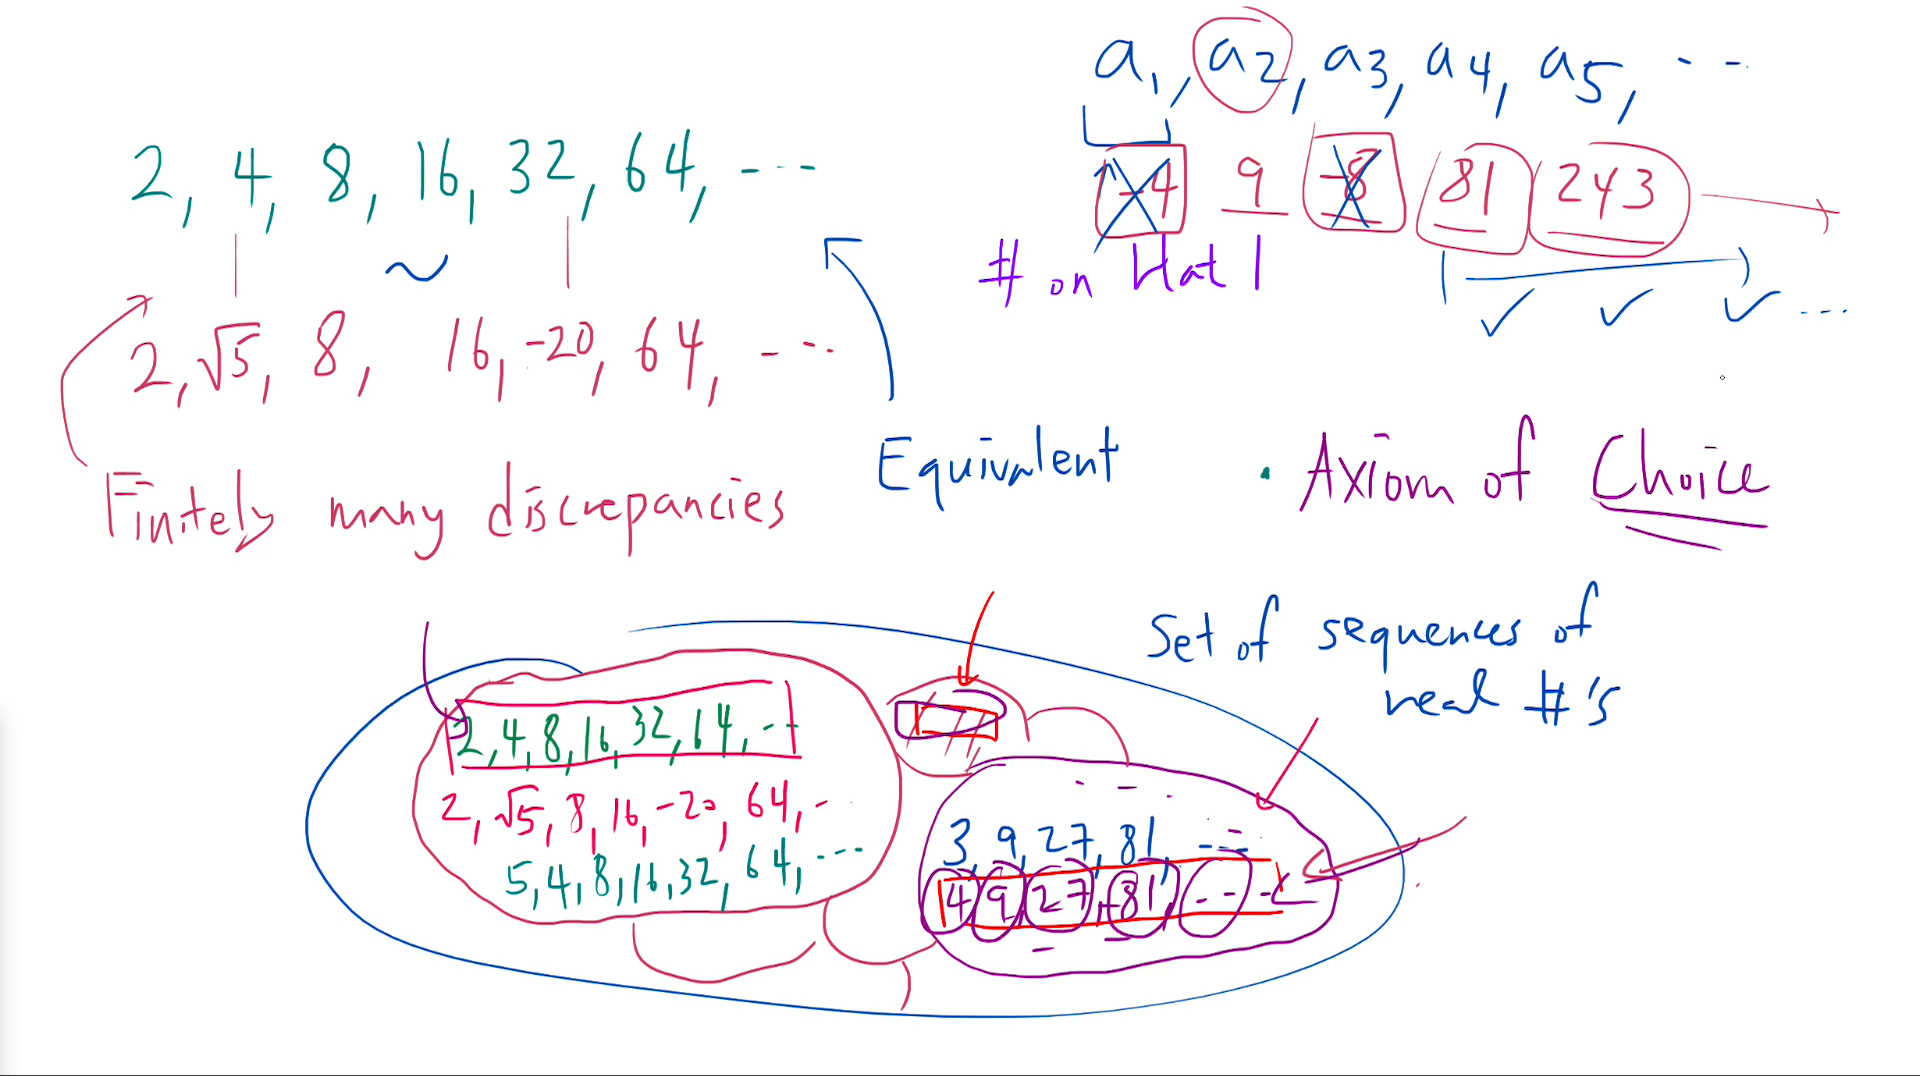 a₁, a₂, a₃, a₄, a₅, ...
2, 4, 8, 16, 32, 64, ...
-4 9 -8 81 243
~
# on Hat 1
2, √5, 8, 16, -20, 64, ...
✓ ✓ ✓ ...
Equivalent
· Axiom of Choice
Finitely many discrepancies
Set of sequences of
real #'s
2, 4, 8, 16, 32, 64, ...
2, √5, 8, 16, -20, 64, ...
3, 9, 27, 81, ...
5, 4, 8, 16, 32, 64, ...
4, 9, 27, 81, ...